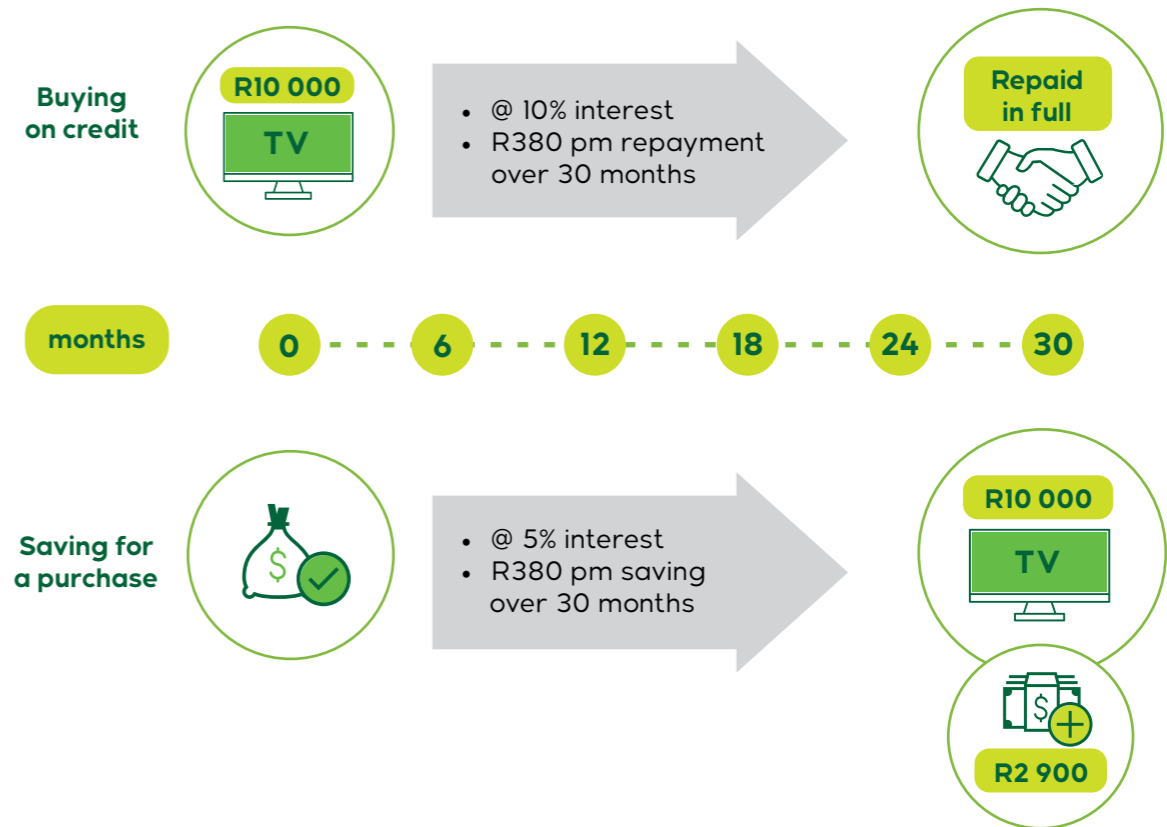 Buying
on credit
R10 000
TV
• @ 10% interest
• R380 pm repayment
over 30 months
Repaid
in full
months
0
6
12
18
24
30
Saving for
a purchase
$
• @ 5% interest
• R380 pm saving
over 30 months
R10 000
TV
$
R2 900